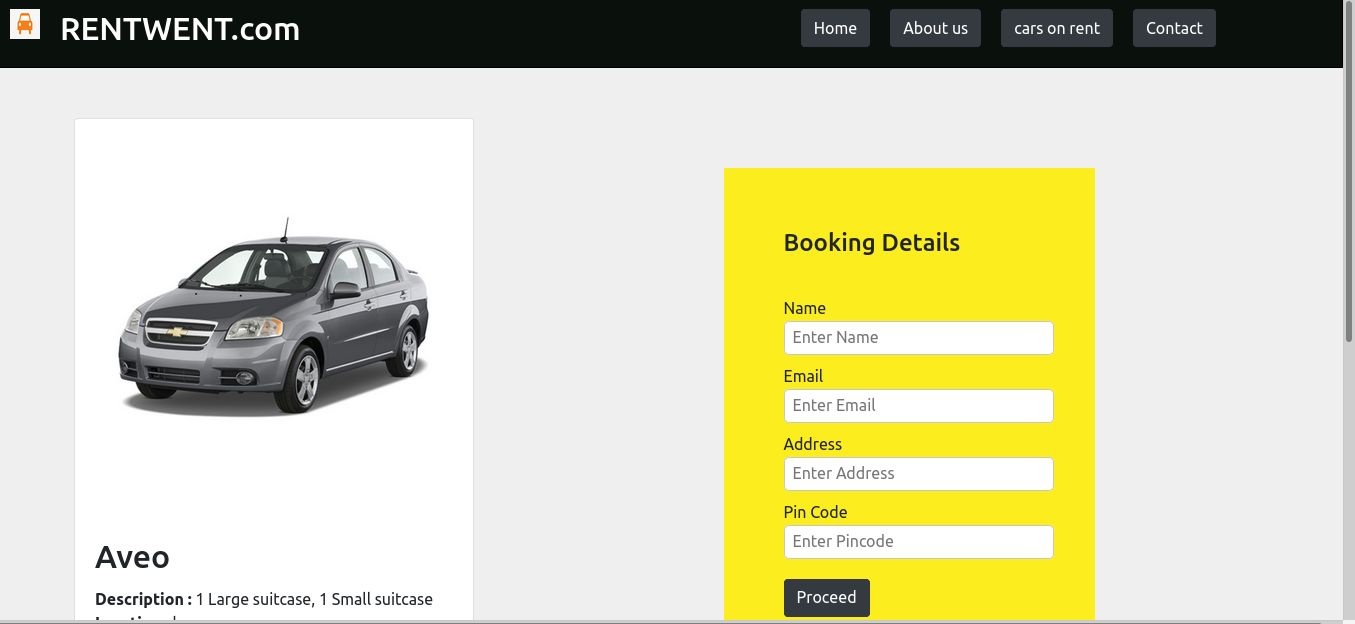 RENTWENT.com
Home
About us
cars on rent
Contact
Booking Details
Name
Enter Name
Email
Enter Email
Address
Enter Address
Pin Code
Enter Pincode
Proceed
Aveo
Description : 1 Large suitcase, 1 Small suitcase